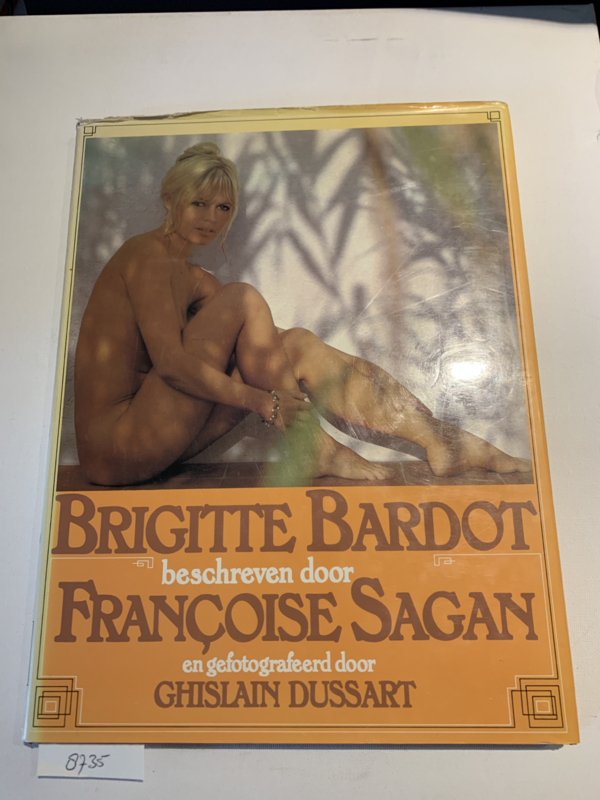 BRIGITTE BARDOT
beschreven door
FRANÇOISE SAGAN
en gefotografeerd door
GHISLAIN DUSSART
8735